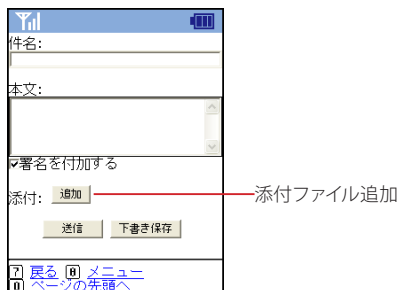 件名:
本文:
署名を付加する
添付: 追加
添付ファイル追加
送信 下書き保存
7 戻る 8 メニュー
0 ページの先頭へ